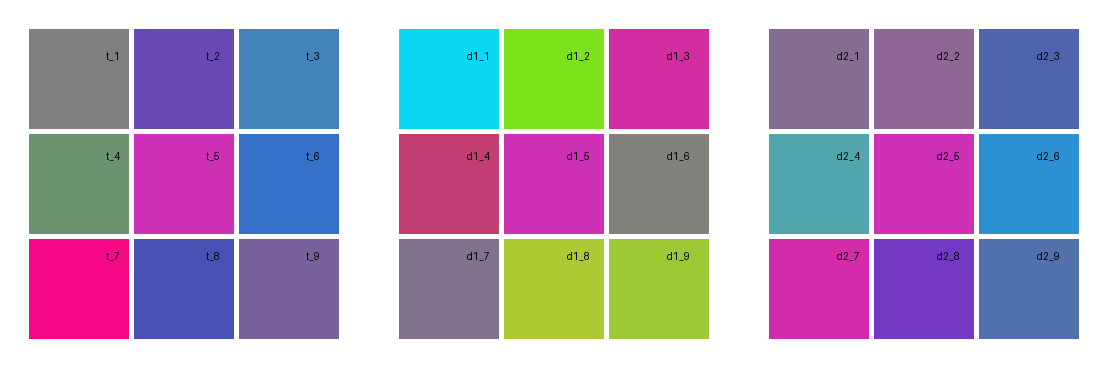 t_1 t_2 t_3 d1_1 d1_2 d1_3 d2_1 d2_2 d2_3
t_4 t_5 t_6 d1_4 d1_5 d1_6 d2_4 d2_5 d2_6
t_7 t_8 t_9 d1_7 d1_8 d1_9 d2_7 d2_8 d2_9